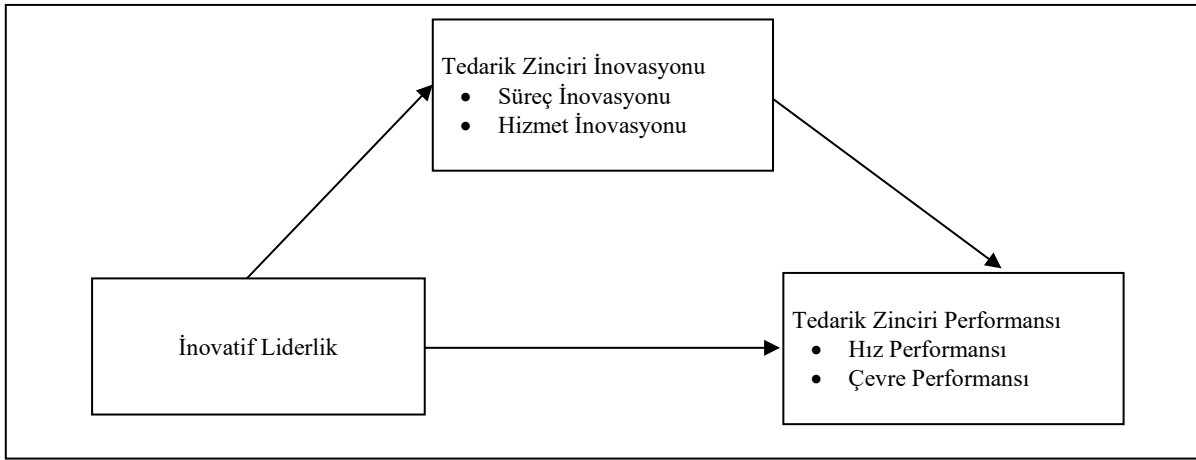 Tedarik Zinciri İnovasyonu
• Süreç İnovasyonu
• Hizmet İnovasyonu
İnovatif Liderlik
Tedarik Zinciri Performansı
• Hız Performansı
• Çevre Performansı